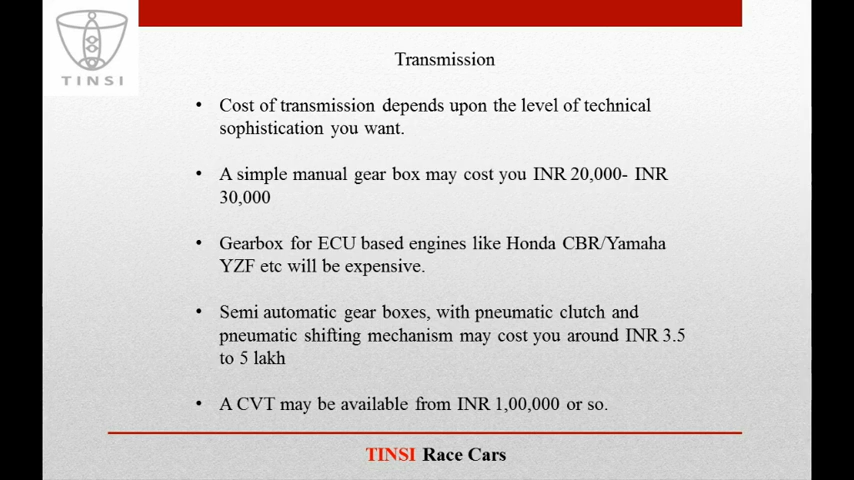 TINSI
Transmission
• Cost of transmission depends upon the level of technical
sophistication you want.
• A simple manual gear box may cost you INR 20,000- INR
30,000
• Gearbox for ECU based engines like Honda CBR/Yamaha
YZF etc will be expensive.
• Semi automatic gear boxes, with pneumatic clutch and
pneumatic shifting mechanism may cost you around INR 3.5
to 5 lakh
• A CVT may be available from INR 1,00,000 or so.
TINSI Race Cars